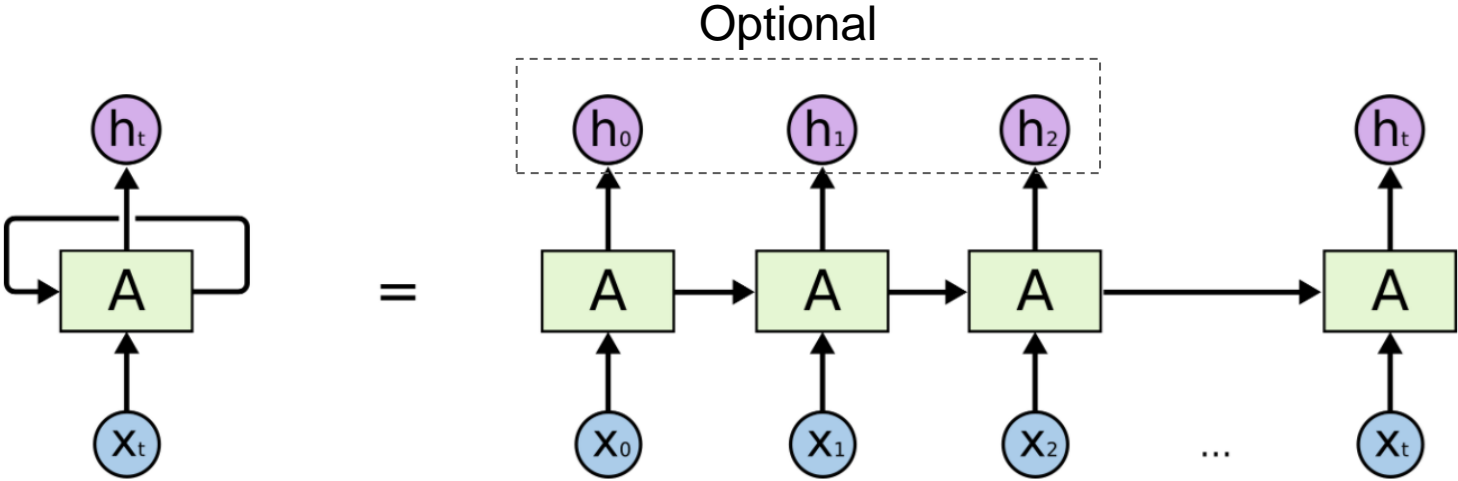 Optional
hₜ h₀ h₁ h₂ hₜ
A = A A A A
xₜ x₀ x₁ x₂ ... xₜ